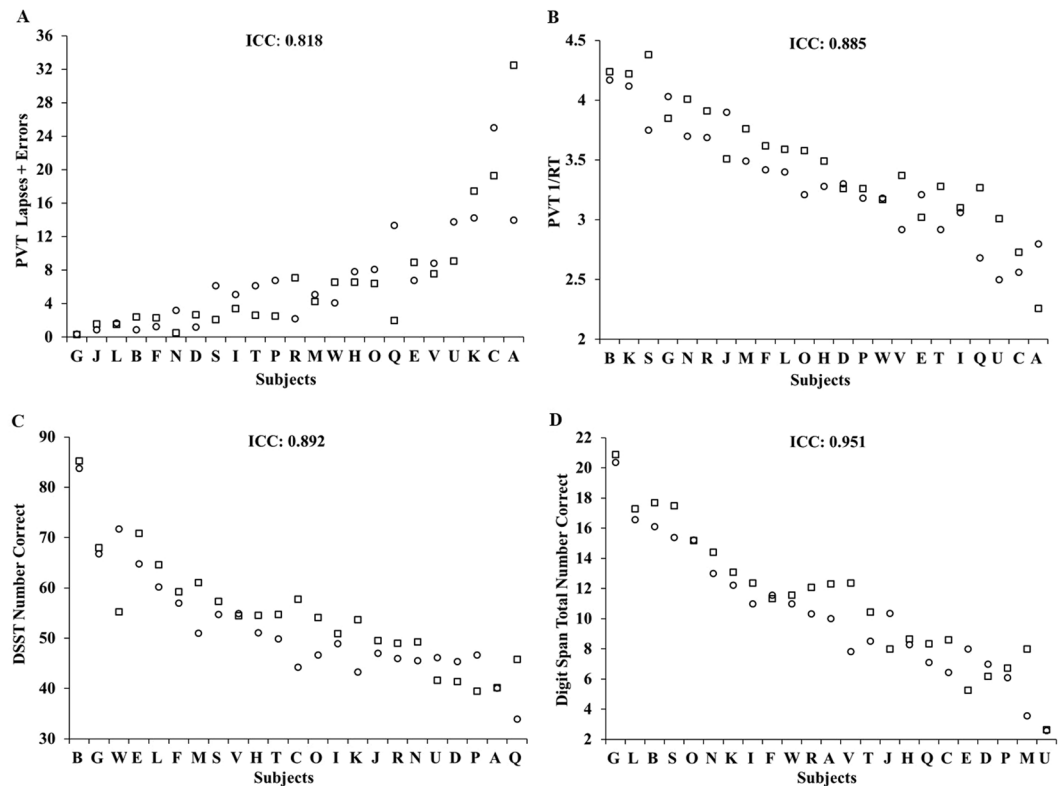 A
ICC: 0.818
PVT Lapses + Errors
36
32
28
24
20
16
12
8
4
0
G J L B F N D S I T P R M W H O Q E V U K C A
Subjects
B
ICC: 0.885
PVT 1/RT
4.5
4
3.5
3
2.5
2
B K S G N R J M F L O H D P W V E T I Q U C A
Subjects
C
ICC: 0.892
DSST Number Correct
90
80
70
60
50
40
30
B G W E L F M S V H T C O I K J R N U D P A Q
Subjects
D
ICC: 0.951
Digit Span Total Number Correct
22
20
18
16
14
12
10
8
6
4
2
G L B S O N K I F W R A V T J H Q C E D P M U
Subjects